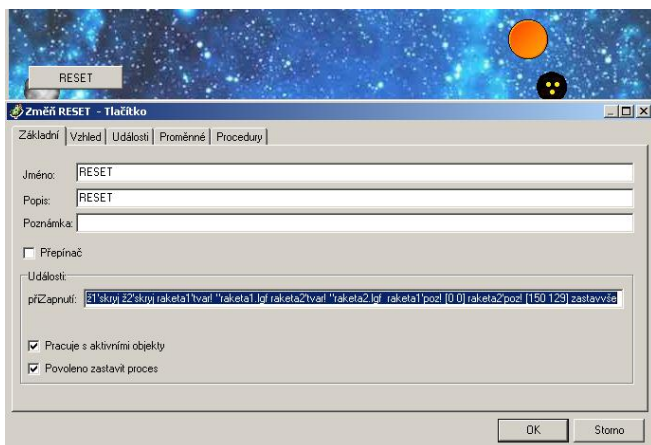 RESET
Změň RESET - Tlačítko
Základní Vzhled Události Proměnné Procedury
Jméno: RESET
Popis: RESET
Poznámka:
Přepínač
Události:
přiZapnutí: ž1'skryj ž2'skryj raketa1'tvar! "raketa1.lgf raketa2'tvar! "raketa2.lgf raketa1'poz! [0 0] raketa2'poz! [150 129] zastavvše
Pracuje s aktivními objekty
Povoleno zastavit proces
OK Storno